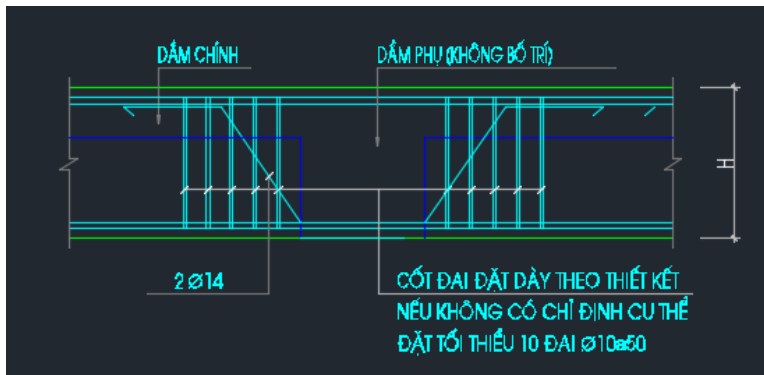 DẦM CHÍNH
DẦM PHỤ (KHÔNG BỐ TRÍ)
H
2 Ø14
CỐT ĐAI ĐẶT DÀY THEO THIẾT KẾT
NẾU KHÔNG CÓ CHỈ ĐỊNH CU THỂ
ĐẶT TỐI THIỂU 10 ĐAI Ø10a50